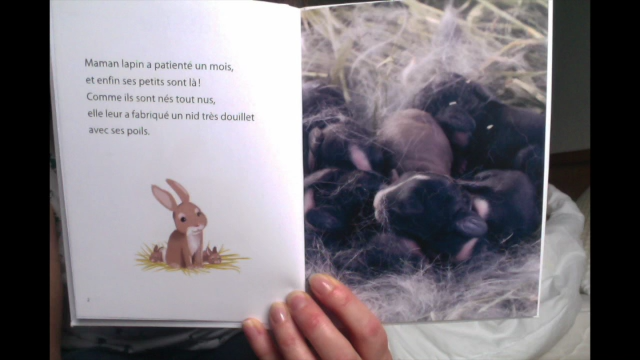 Maman lapin a patienté un mois,
et enfin ses petits sont là !
Comme ils sont nés tout nus,
elle leur a fabriqué un nid très douillet
avec ses poils.